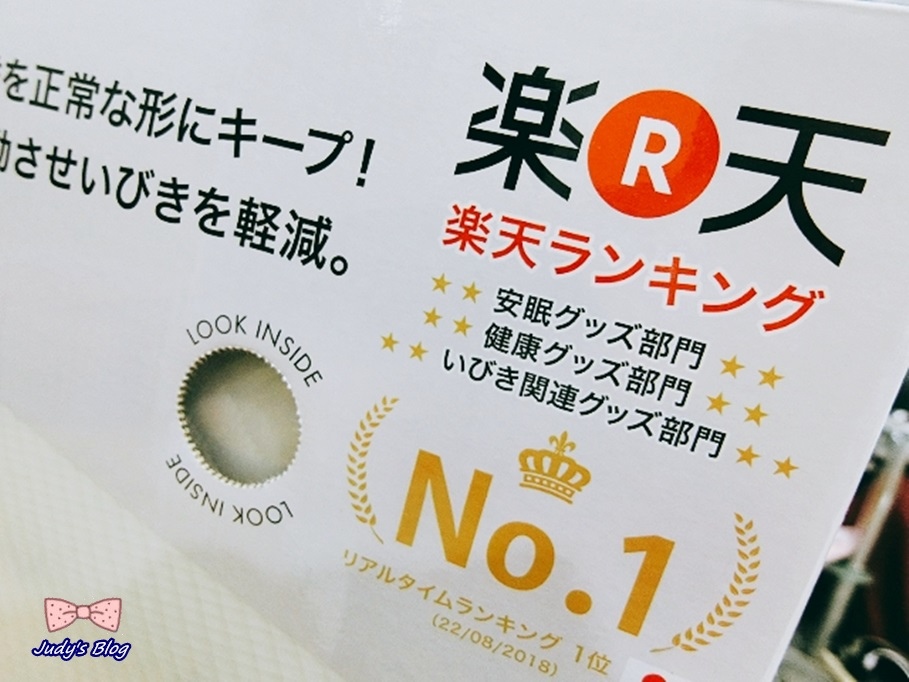 を正常な形にキープ！
動させいびきを軽減。
楽R天
楽天ランキング
安眠グッズ部門
健康グッズ部門
いびき関連グッズ部門
No.1
リアルタイムランキング 1位
(22/08/2018)
LOOK INSIDE
LOOK INSIDE
Judy's Blog